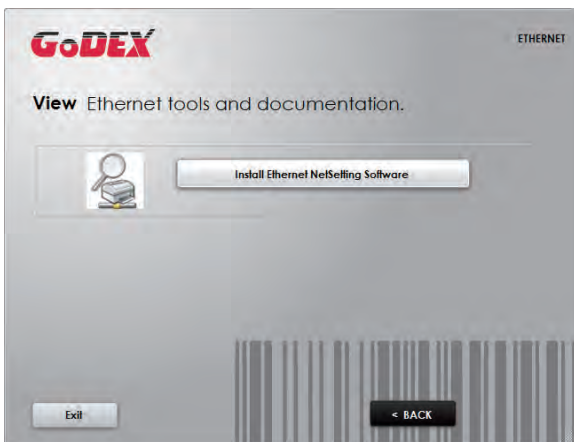 GoDEX
ETHERNET
View Ethernet tools and documentation.
Install Ethernet NetSetting Software
Exit
< BACK